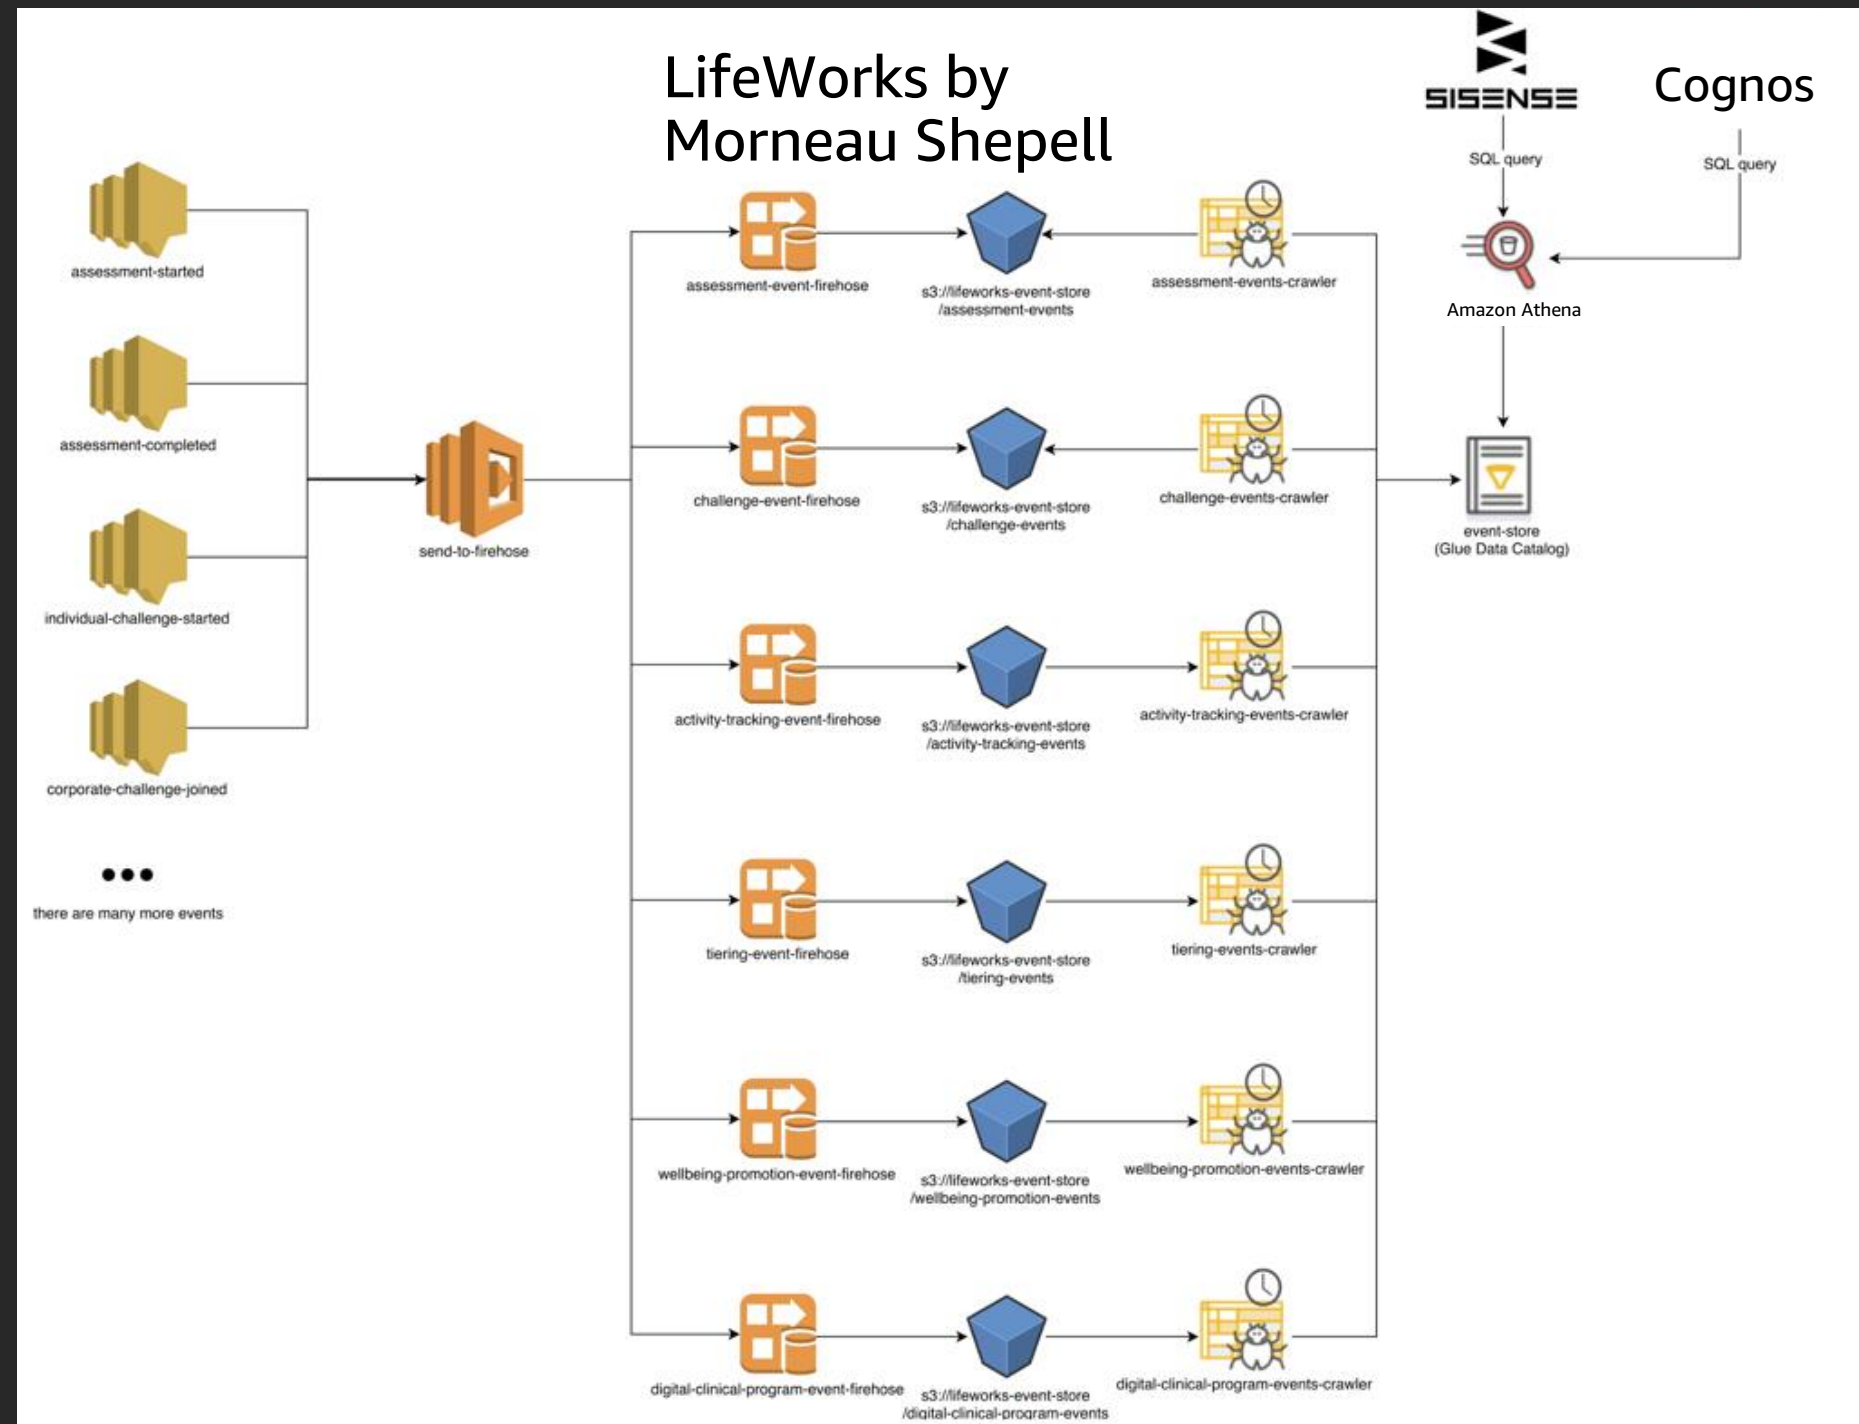 LifeWorks by
Morneau Shepell
SISENSE
Cognos
SQL query
SQL query
Amazon Athena
event-store
(Glue Data Catalog)
assessment-started
assessment-completed
individual-challenge-started
corporate-challenge-joined
there are many more events
send-to-firehose
assessment-event-firehose
s3://lifeworks-event-store
/assessment-events
assessment-events-crawler
challenge-event-firehose
s3://lifeworks-event-store
/challenge-events
challenge-events-crawler
activity-tracking-event-firehose
s3://lifeworks-event-store
/activity-tracking-events
activity-tracking-events-crawler
tiering-event-firehose
s3://lifeworks-event-store
/tiering-events
tiering-events-crawler
wellbeing-promotion-event-firehose
s3://lifeworks-event-store
/wellbeing-promotion-events
wellbeing-promotion-events-crawler
digital-clinical-program-event-firehose
s3://lifeworks-event-store
/digital-clinical-program-events
digital-clinical-program-events-crawler